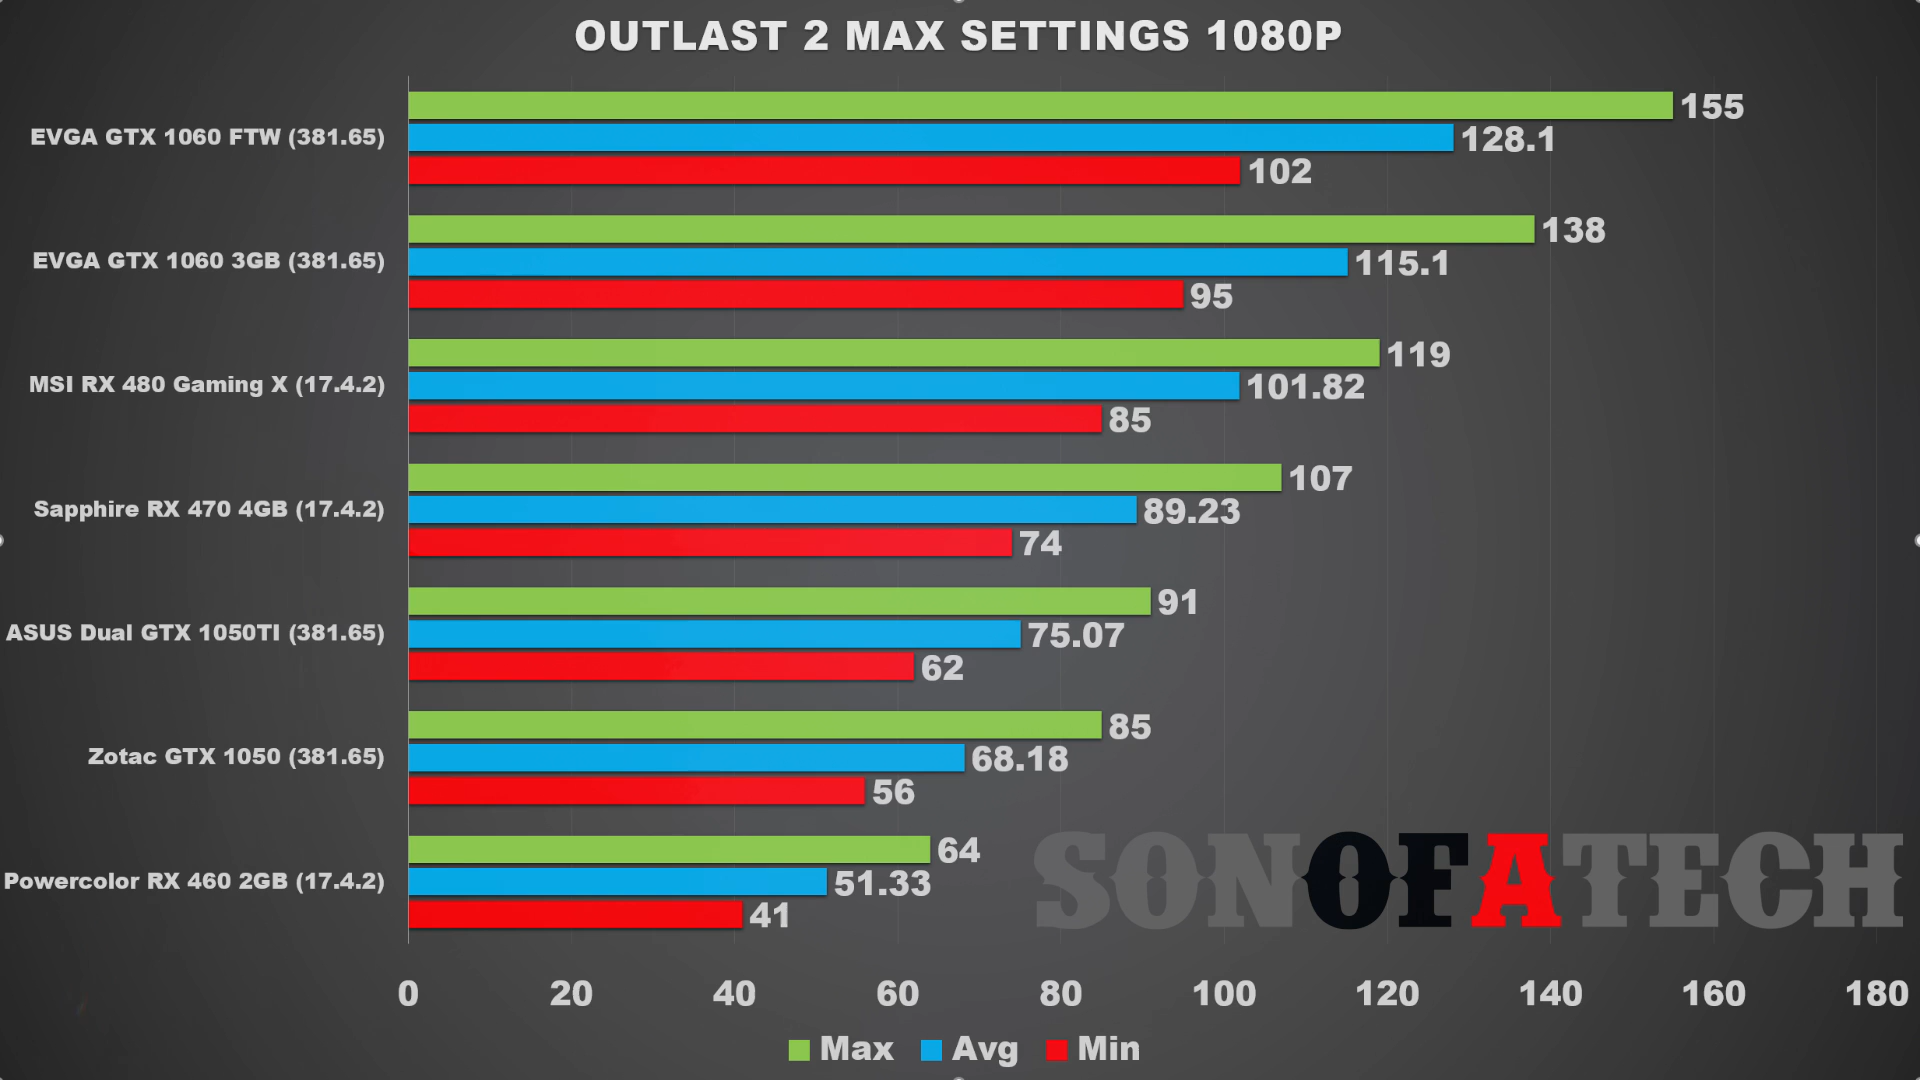 OUTLAST 2 MAX SETTINGS 1080P
EVGA GTX 1060 FTW (381.65)
155
128.1
102
EVGA GTX 1060 3GB (381.65)
138
115.1
95
MSI RX 480 Gaming X (17.4.2)
119
101.82
85
Sapphire RX 470 4GB (17.4.2)
107
89.23
74
ASUS Dual GTX 1050TI (381.65)
91
75.07
62
Zotac GTX 1050 (381.65)
85
68.18
56
Powercolor RX 460 2GB (17.4.2)
64
51.33
41
SONOFATECH
0 20 40 60 80 100 120 140 160 180
Max Avg Min